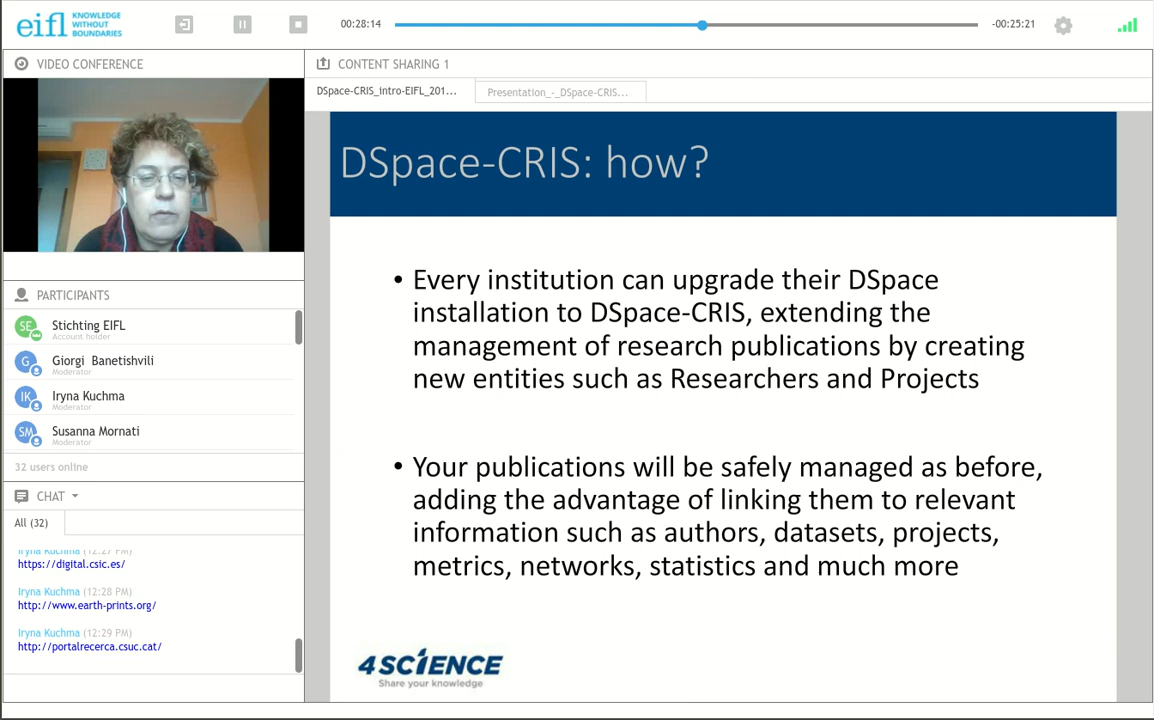 eifl KNOWLEDGE WITHOUT BOUNDARIES
00:28:14
-00:25:21
VIDEO CONFERENCE
CONTENT SHARING 1
DSpace-CRIS_intro-EIFL_201...
Presentation_-_DSpace-CRIS...
DSpace-CRIS: how?
• Every institution can upgrade their DSpace
installation to DSpace-CRIS, extending the
management of research publications by creating
new entities such as Researchers and Projects
• Your publications will be safely managed as before,
adding the advantage of linking them to relevant
information such as authors, datasets, projects,
metrics, networks, statistics and much more
4SCIENCE
Share your knowledge
PARTICIPANTS
SE
Stichting EIFL
Account holder
G
Giorgi Banetishvili
Moderator
IK
Iryna Kuchma
Moderator
SM
Susanna Mornati
Moderator
32 users online
CHAT
All (32)
Iryna Kuchma (12:27 PM)
https://digital.csic.es/
Iryna Kuchma (12:28 PM)
http://www.earth-prints.org/
Iryna Kuchma (12:29 PM)
http://portalrecerca.csuc.cat/